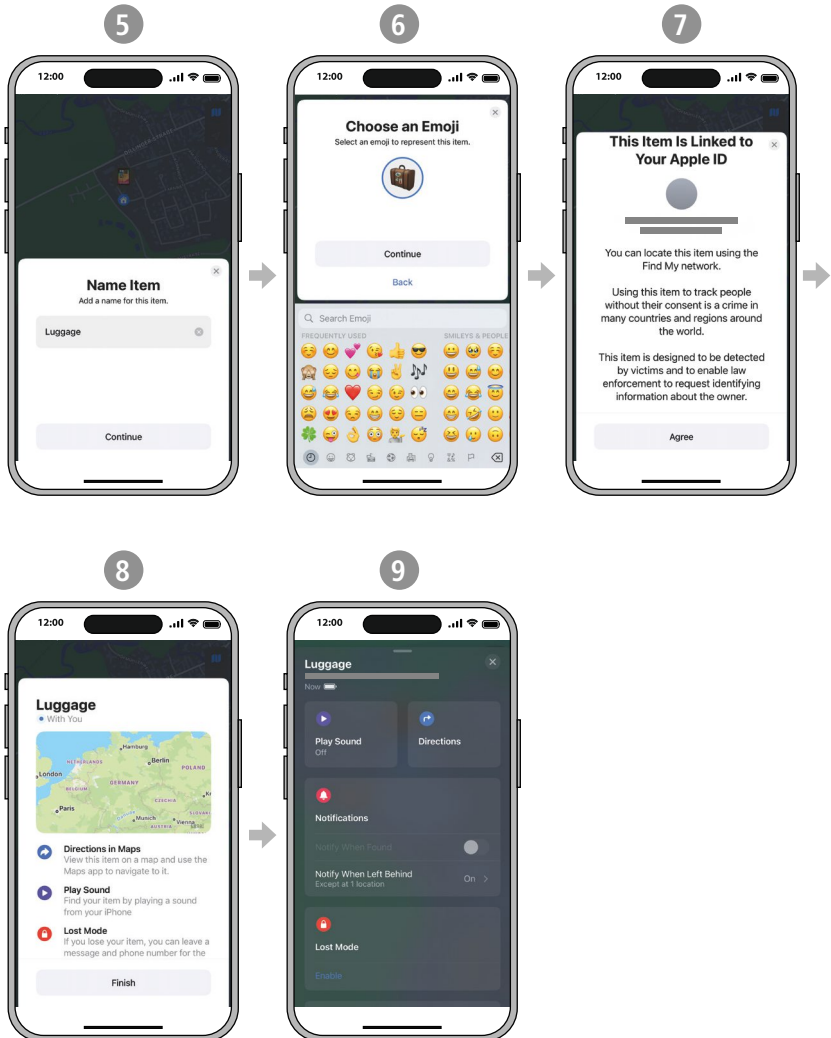 5
12:00
Name Item
Add a name for this item.
Luggage
Continue
6
12:00
Choose an Emoji
Select an emoji to represent this item.
Continue
Back
Search Emoji
FREQUENTLY USED SMILEYS & PEOPLE
7
12:00
This Item Is Linked to
Your Apple ID
You can locate this item using the
Find My network.
Using this item to track people
without their consent is a crime in
many countries and regions around
the world.
This item is designed to be detected
by victims and to enable law
enforcement to request identifying
information about the owner.
Agree
8
12:00
Luggage
With You
Hamburg
NETHERLANDS
Berlin
POLAND
London
BELGIUM
GERMANY
CZECHIA
Paris
Munich
Vienna
AUSTRIA
Directions in Maps
View this item on a map and use the
Maps app to navigate to it.
Play Sound
Find your item by playing a sound
from your iPhone
Lost Mode
If you lose your item, you can leave a
message and phone number for the
Finish
9
12:00
Luggage
Now
Play Sound
Off
Directions
Notifications
Notify When Found
Notify When Left Behind
Except at 1 location
On
Lost Mode
Enable